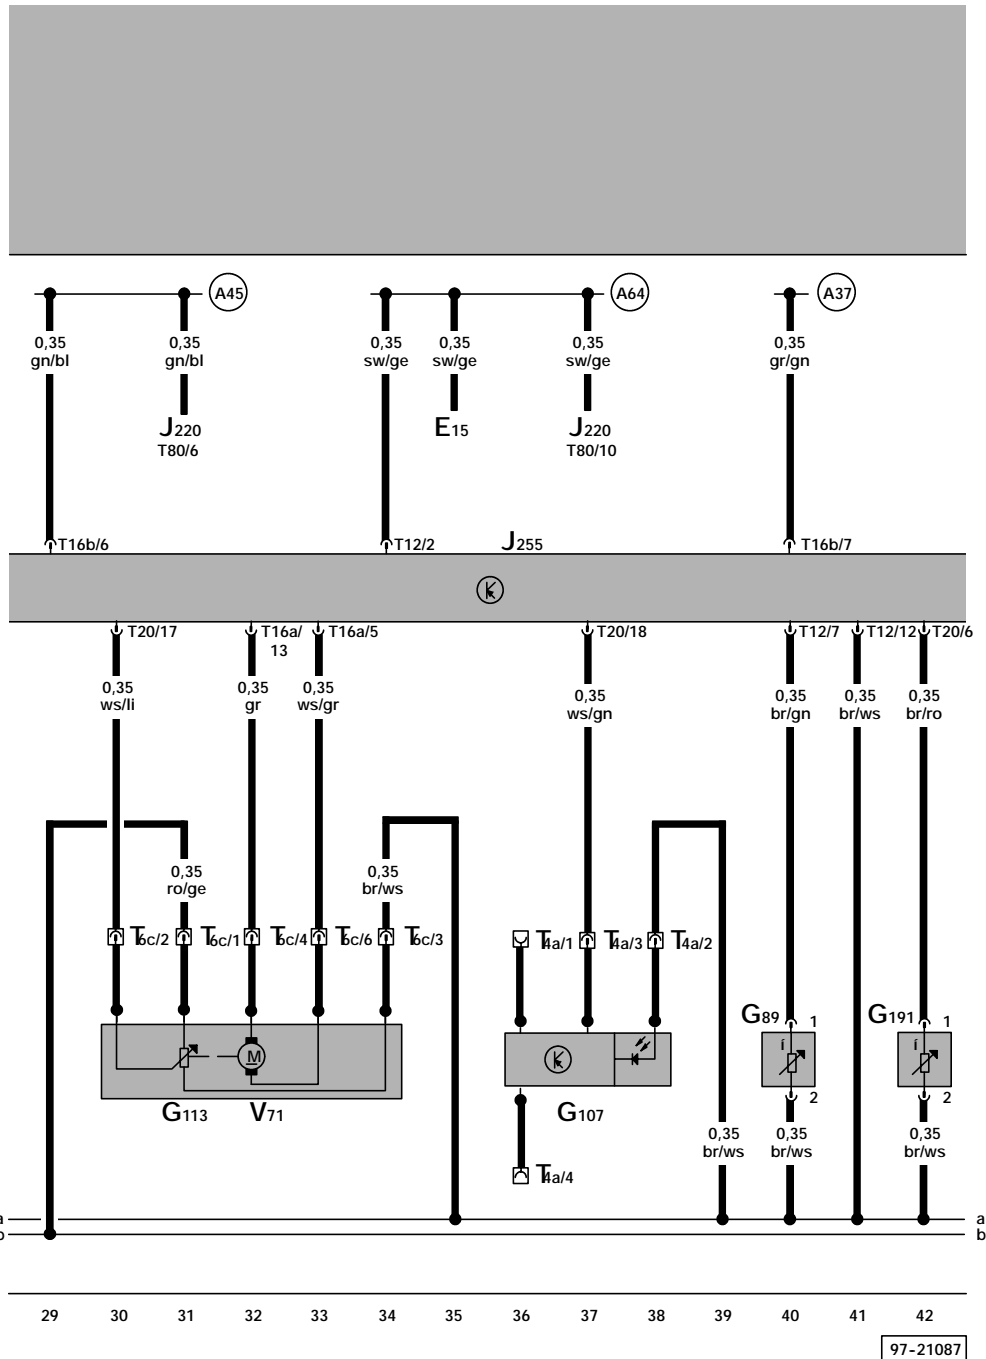 A45 A64 A37
0,35 0,35 0,35 0,35 0,35 0,35
gn/bl gn/bl sw/ge sw/ge sw/ge gr/gn
J220 E15 J220
T80/6 T80/10
T16b/6 T12/2 J255 T16b/7
T20/17 T16a/ T16a/5 T20/18 T12/7 T12/12 T20/6
13
0,35 0,35 0,35 0,35 0,35 0,35 0,35
ws/li gr ws/gr ws/gn br/gn br/ws br/ro
0,35 0,35
ro/ge br/ws
T6c/2 T6c/1 T6c/4 T6c/6 T6c/3 T4a/1 T4a/3 T4a/2
G89 1 G191 1
í í
M
2 2
G113 V71 G107
0,35 0,35 0,35
br/ws br/ws br/ws
T4a/4
a a
b b
29 30 31 32 33 34 35 36 37 38 39 40 41 42
97-21087